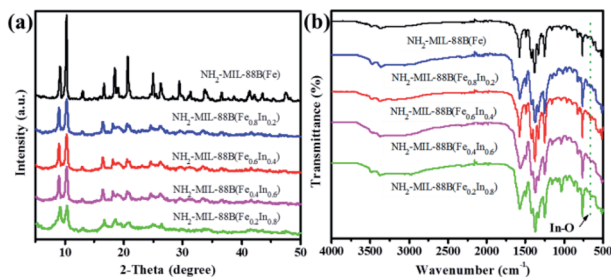 (a)
NH2-MIL-88B(Fe)
NH2-MIL-88B(Fe0.8In0.2)
NH2-MIL-88B(Fe0.6In0.4)
NH2-MIL-88B(Fe0.4In0.6)
NH2-MIL-88B(Fe0.2In0.8)
Intensity (a.u.)
10 20 30 40 50
2-Theta (degree)
(b)
NH2-MIL-88B(Fe)
NH2-MIL-88B(Fe0.8In0.2)
NH2-MIL-88B(Fe0.6In0.4)
NH2-MIL-88B(Fe0.4In0.6)
NH2-MIL-88B(Fe0.2In0.8)
In-O
Transmittance (%)
4000 3500 3000 2500 2000 1500 1000 500
Wavenumber (cm-1)